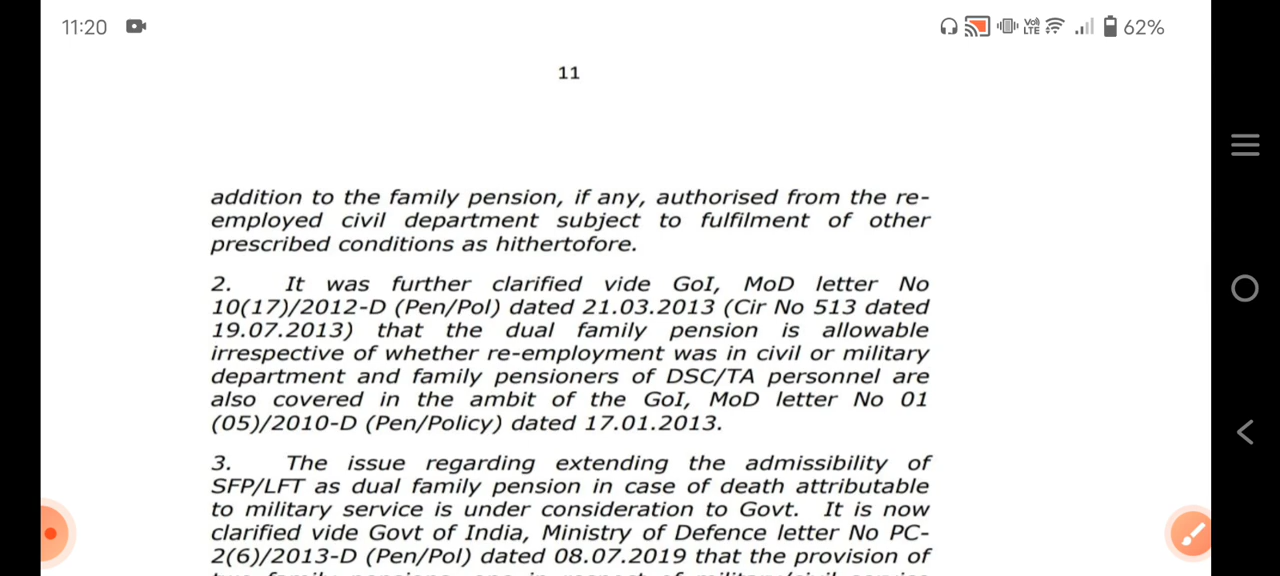 11:20
Vo) LTE 62%
11
addition to the family pension, if any, authorised from the re-
employed civil department subject to fulfilment of other
prescribed conditions as hithertofore.
2. It was further clarified vide GoI, MoD letter No
10(17)/2012-D (Pen/Pol) dated 21.03.2013 (Cir No 513 dated
19.07.2013) that the dual family pension is allowable
irrespective of whether re-employment was in civil or military
department and family pensioners of DSC/TA personnel are
also covered in the ambit of the GoI, MoD letter No 01
(05)/2010-D (Pen/Policy) dated 17.01.2013.
3. The issue regarding extending the admissibility of
SFP/LFT as dual family pension in case of death attributable
to military service is under consideration to Govt. It is now
clarified vide Govt of India, Ministry of Defence letter No PC-
2(6)/2013-D (Pen/Pol) dated 08.07.2019 that the provision of